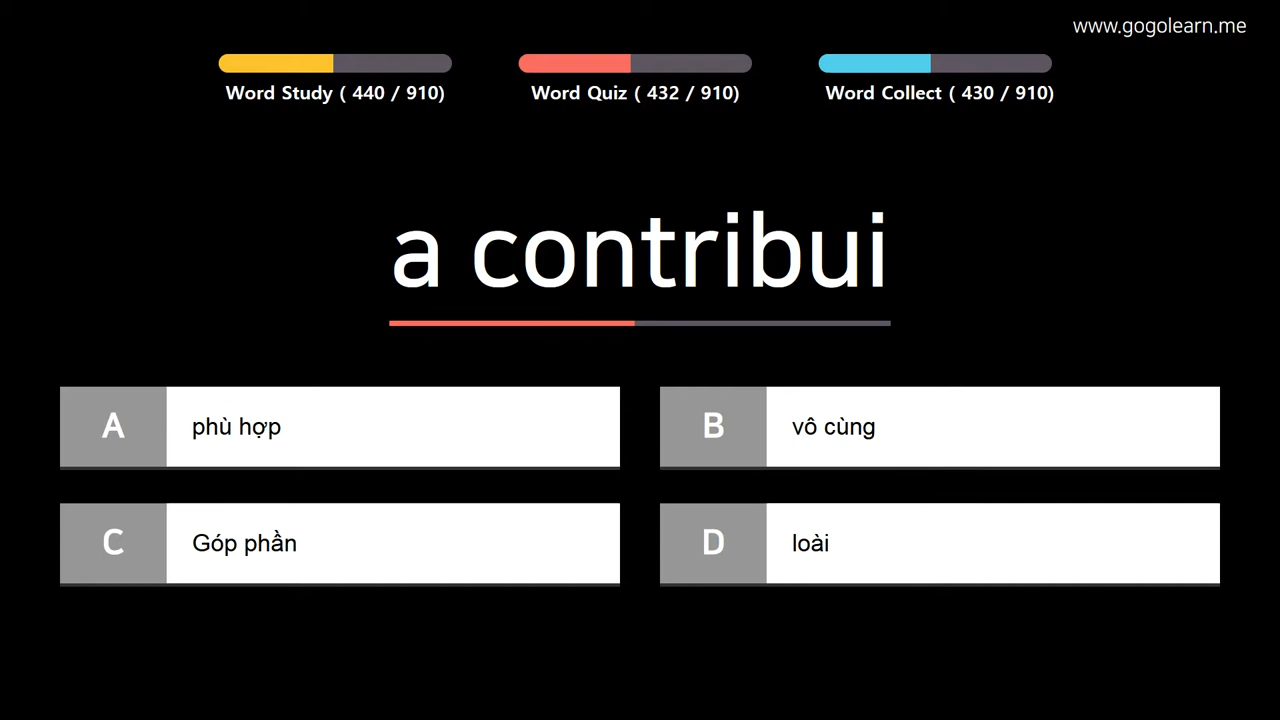 www.gogolearn.me
Word Study ( 440 / 910)
Word Quiz ( 432 / 910)
Word Collect ( 430 / 910)
a contribui
A phù hợp
B vô cùng
C Góp phần
D loài